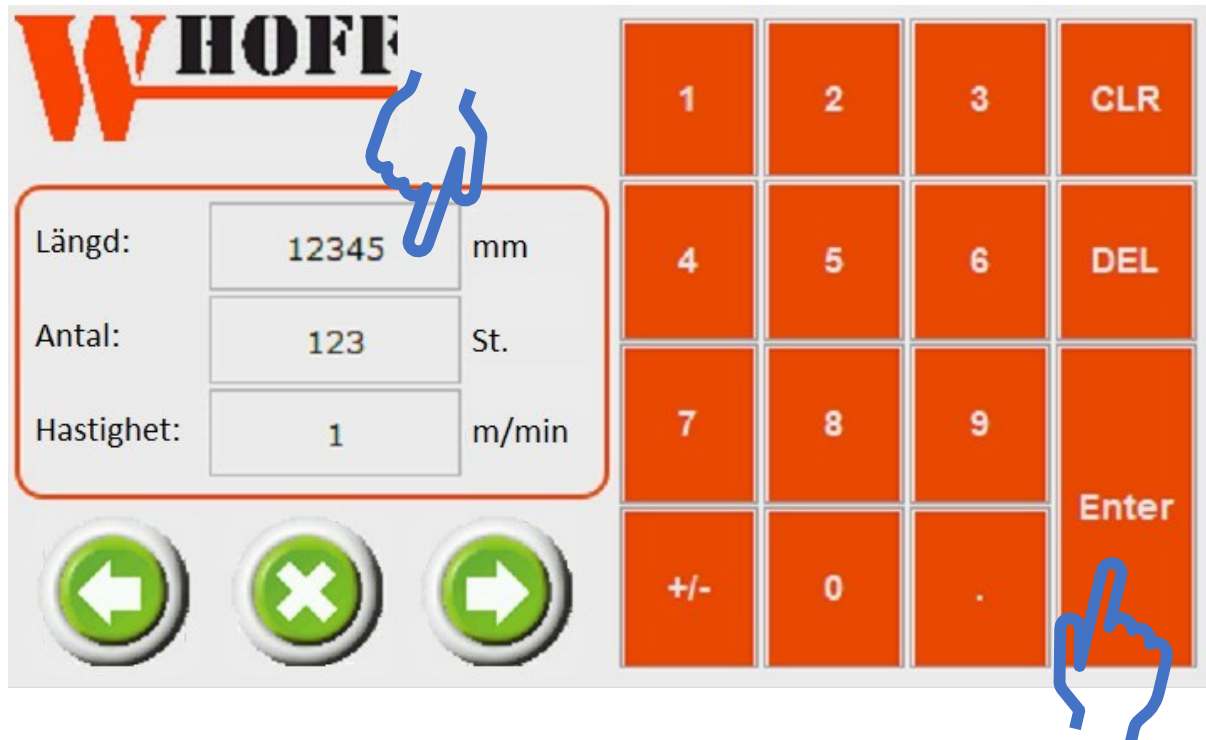 WHOFF
Längd: 12345 mm
Antal: 123 St.
Hastighet: 1 m/min
1 2 3 CLR
4 5 6 DEL
7 8 9
Enter
+/- 0 .